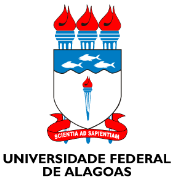 SCIENTIA AD SAPIENTIAM
UNIVERSIDADE FEDERAL
DE ALAGOAS